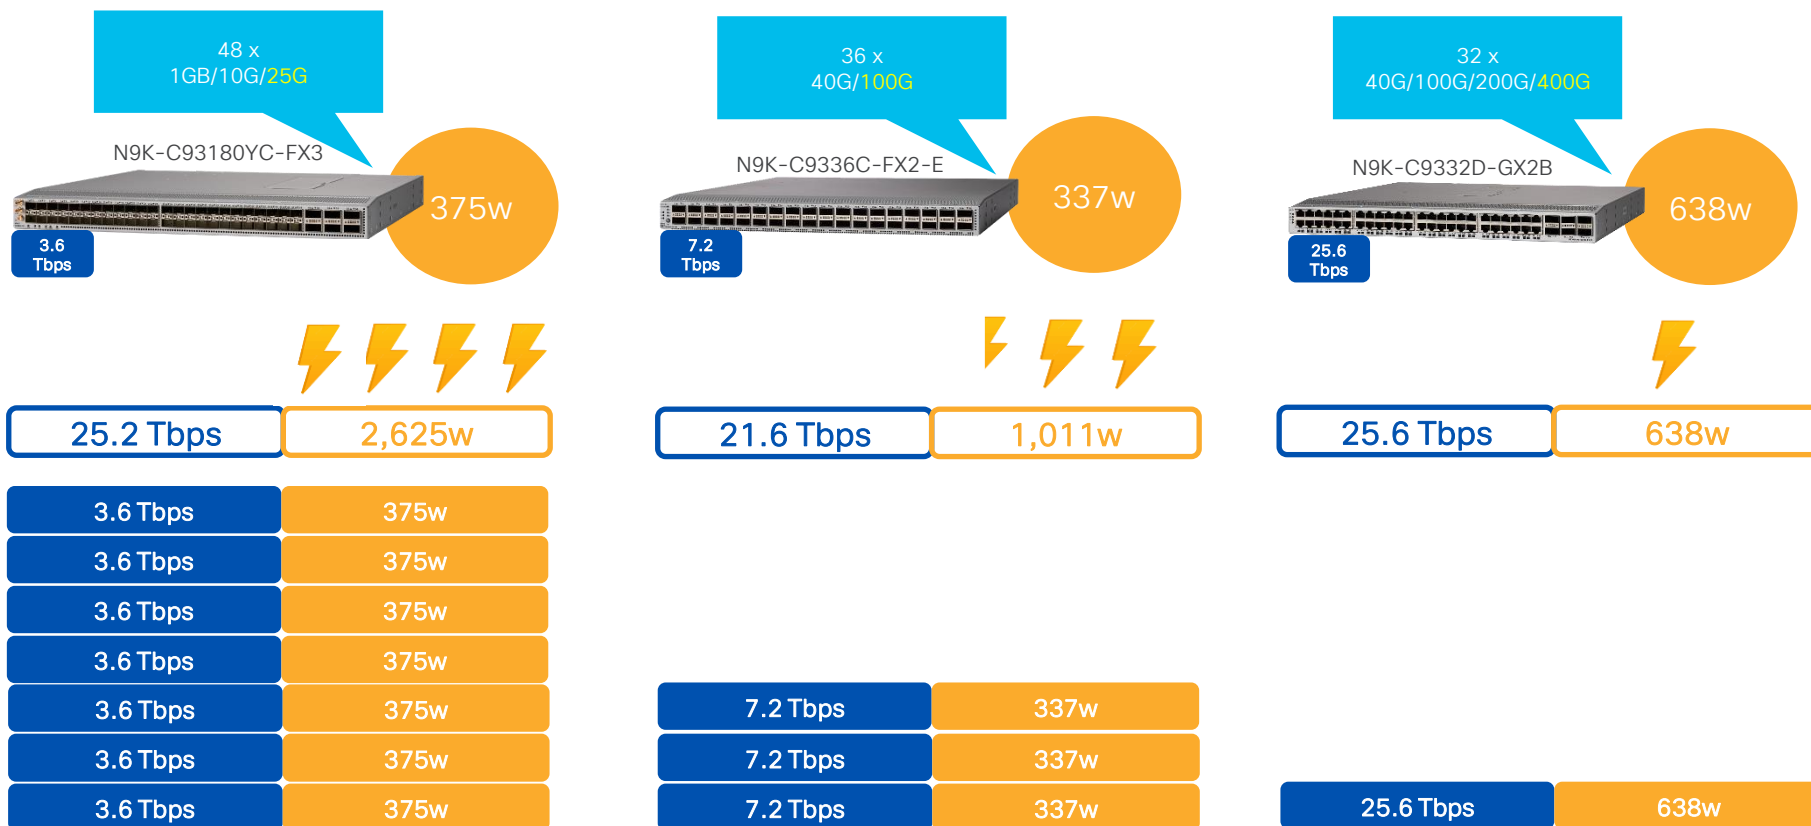 48 x
1GB/10G/25G
N9K-C93180YC-FX3
375w
3.6
Tbps
25.2 Tbps
2,625w
3.6 Tbps
375w
3.6 Tbps
375w
3.6 Tbps
375w
3.6 Tbps
375w
3.6 Tbps
375w
3.6 Tbps
375w
3.6 Tbps
375w
36 x
40G/100G
N9K-C9336C-FX2-E
337w
7.2
Tbps
21.6 Tbps
1,011w
7.2 Tbps
337w
7.2 Tbps
337w
7.2 Tbps
337w
32 x
40G/100G/200G/400G
N9K-C9332D-GX2B
638w
25.6
Tbps
25.6 Tbps
638w
25.6 Tbps
638w